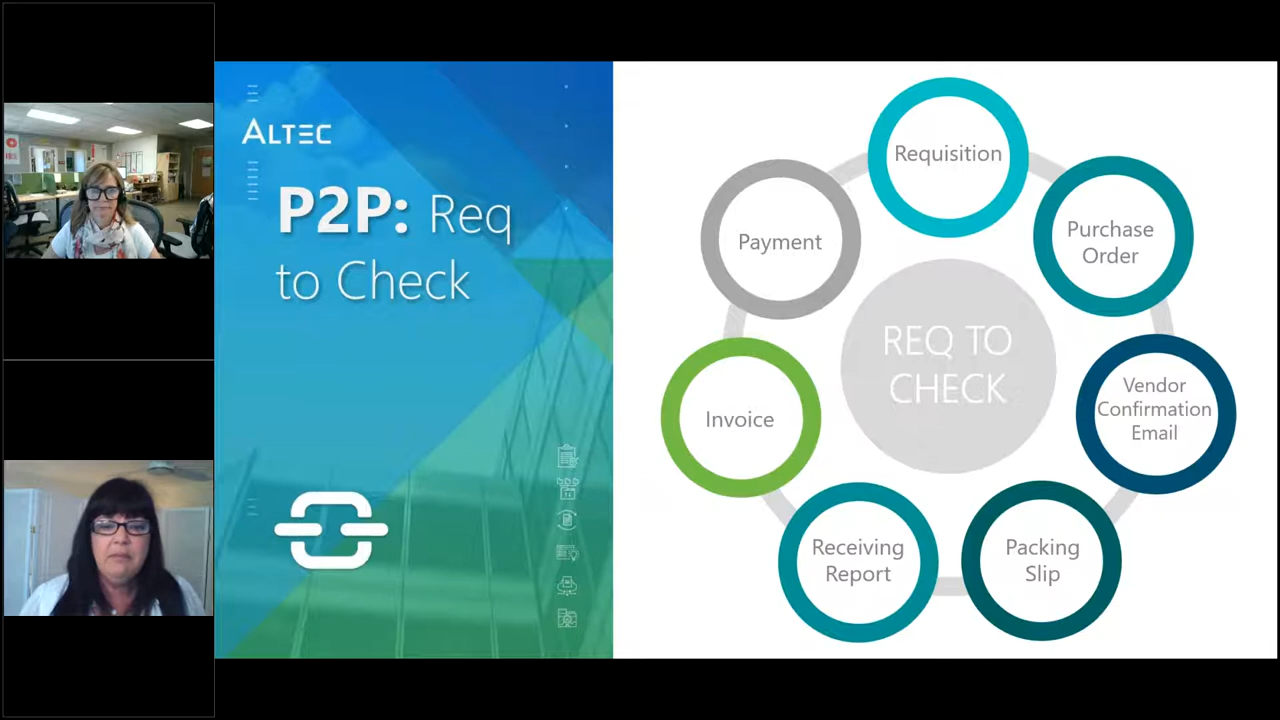 ALTEC
P2P: Req
to Check
Requisition
Purchase
Order
Vendor
Confirmation
Email
Packing
Slip
Receiving
Report
Invoice
Payment
REQ TO
CHECK